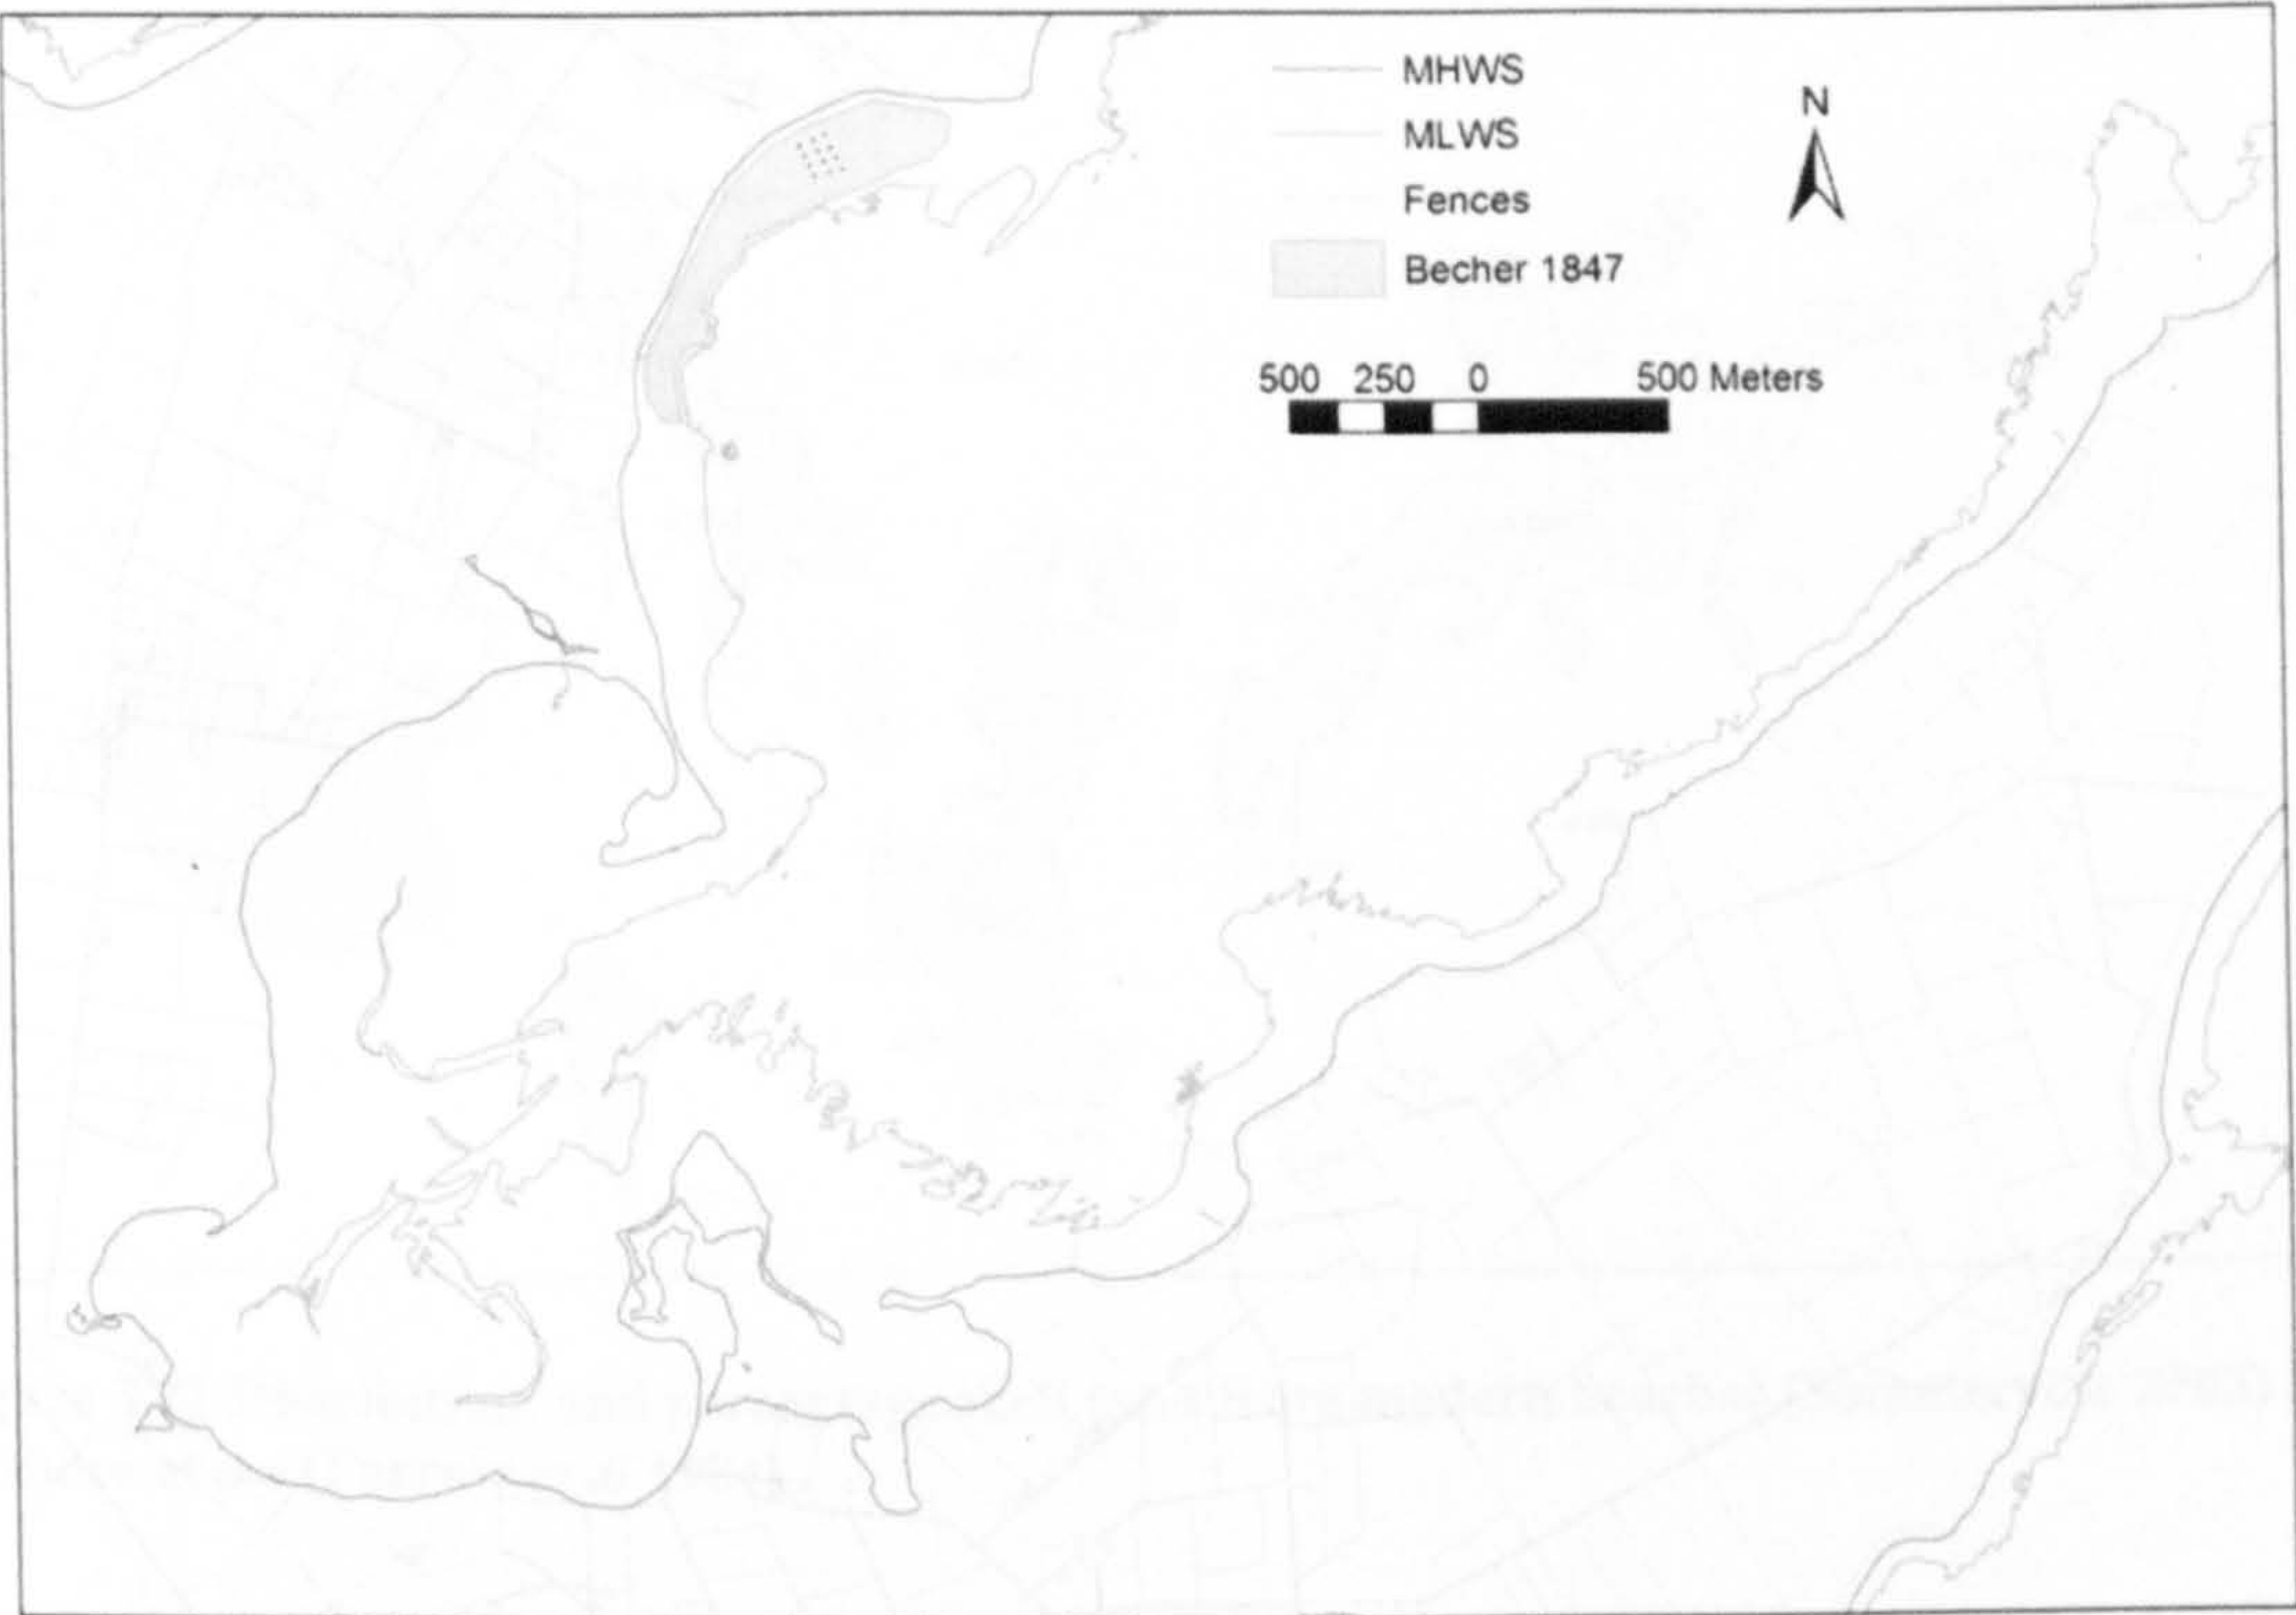 MHWS
MLWS
Fences
Becher 1847
N
500 250 0 500 Meters